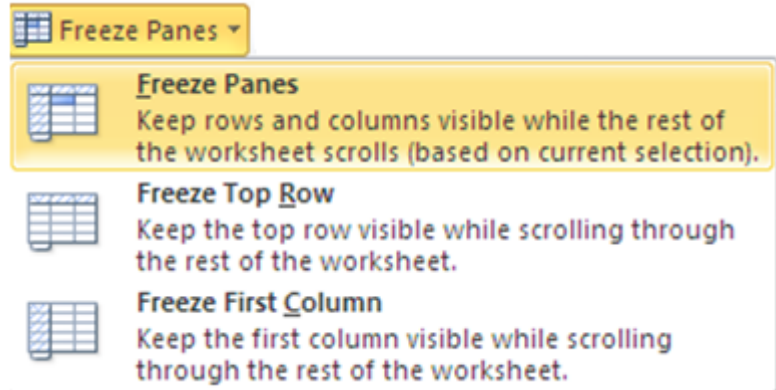 Freeze Panes
Freeze Panes
Keep rows and columns visible while the rest of
the worksheet scrolls (based on current selection).
Freeze Top Row
Keep the top row visible while scrolling through
the rest of the worksheet.
Freeze First Column
Keep the first column visible while scrolling
through the rest of the worksheet.